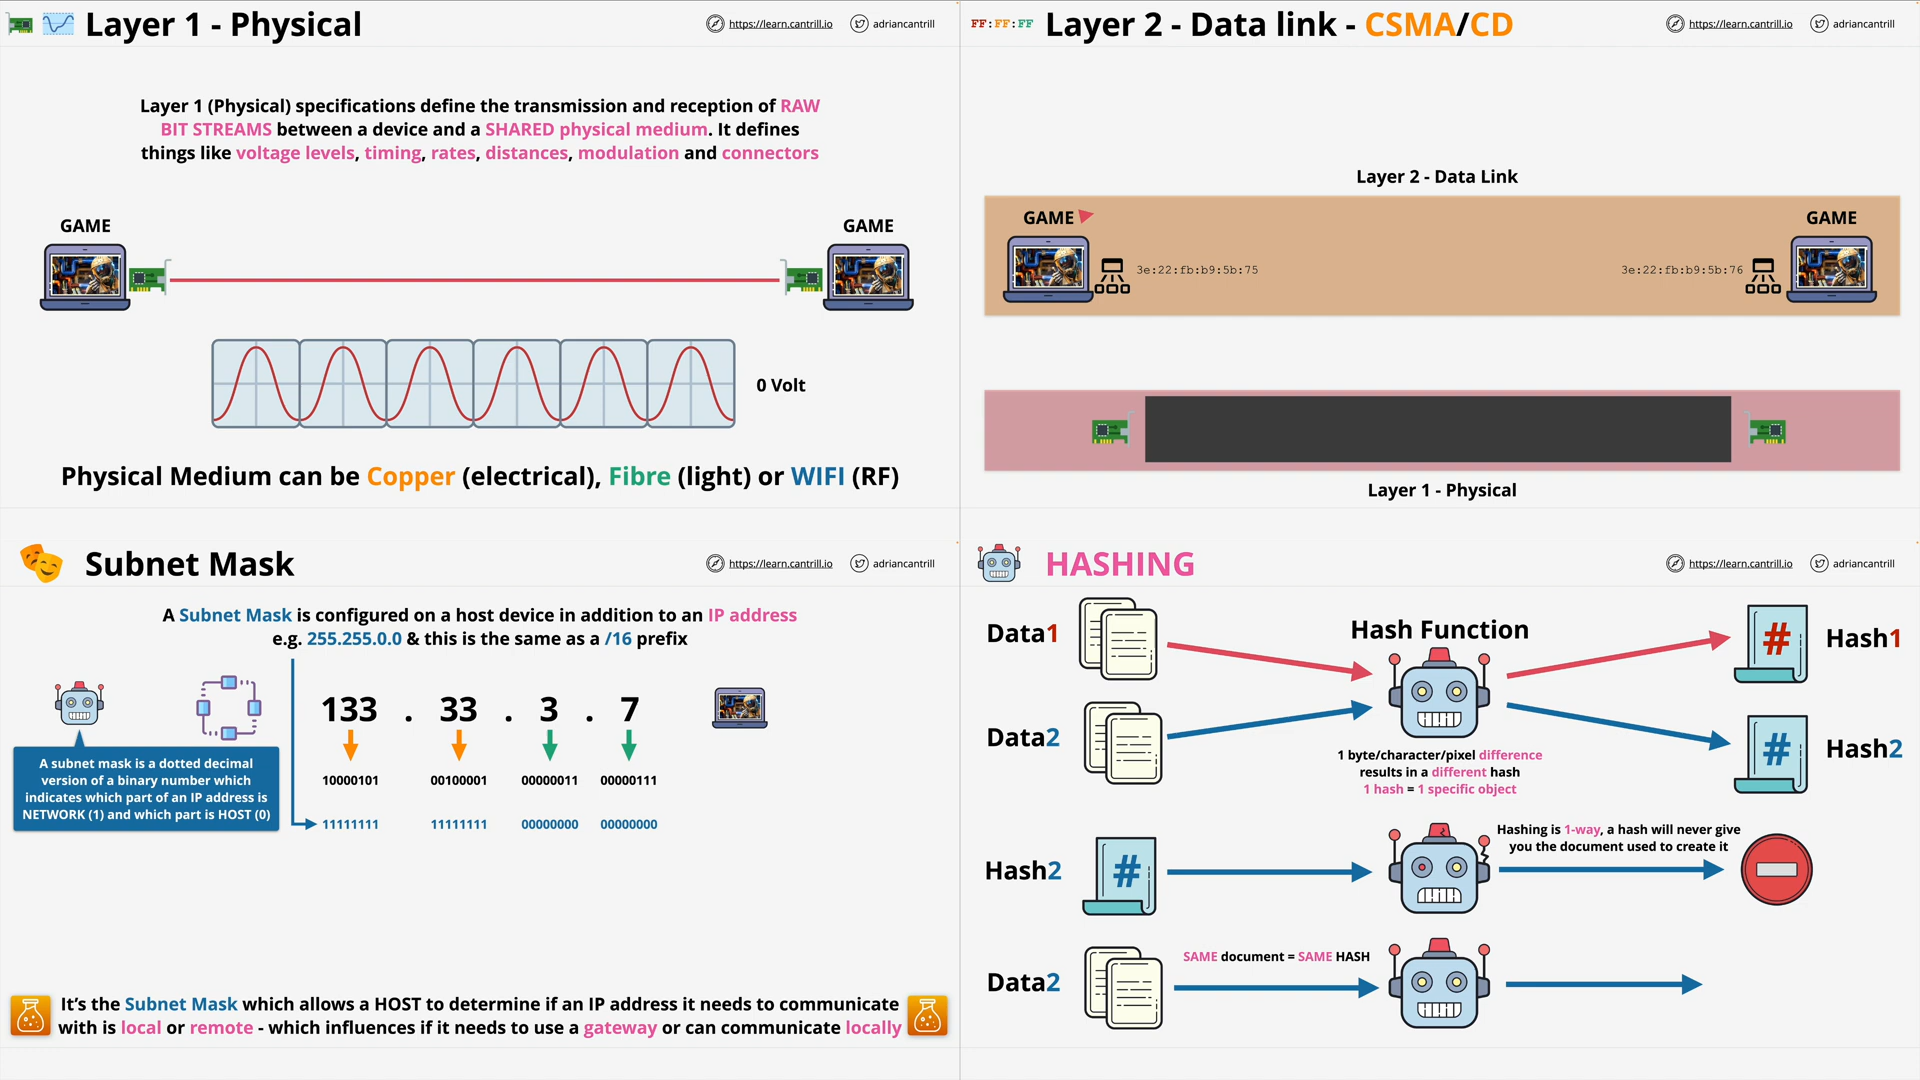 Layer 1 - Physical
https://learn.cantrill.io
adriancantrill
Layer 1 (Physical) specifications define the transmission and reception of RAW
BIT STREAMS between a device and a SHARED physical medium. It defines
things like voltage levels, timing, rates, distances, modulation and connectors
GAME
GAME
0 Volt
Physical Medium can be Copper (electrical), Fibre (light) or WIFI (RF)
FF:FF:FF
Layer 2 - Data link - CSMA/CD
https://learn.cantrill.io
adriancantrill
Layer 2 - Data Link
GAME
GAME
3e:22:fb:b9:5b:75
3e:22:fb:b9:5b:76
Layer 1 - Physical
Subnet Mask
https://learn.cantrill.io
adriancantrill
A Subnet Mask is configured on a host device in addition to an IP address
e.g. 255.255.0.0 & this is the same as a /16 prefix
133 . 33 . 3 . 7
10000101 00100001 00000011 00000111
11111111 11111111 00000000 00000000
A subnet mask is a dotted decimal
version of a binary number which
indicates which part of an IP address is
NETWORK (1) and which part is HOST (0)
It's the Subnet Mask which allows a HOST to determine if an IP address it needs to communicate
with is local or remote - which influences if it needs to use a gateway or can communicate locally
HASHING
https://learn.cantrill.io
adriancantrill
Data1
Hash Function
# Hash1
Data2
# Hash2
1 byte/character/pixel difference
results in a different hash
1 hash = 1 specific object
Hash2 #
Hashing is 1-way, a hash will never give
you the document used to create it
Data2
SAME document = SAME HASH